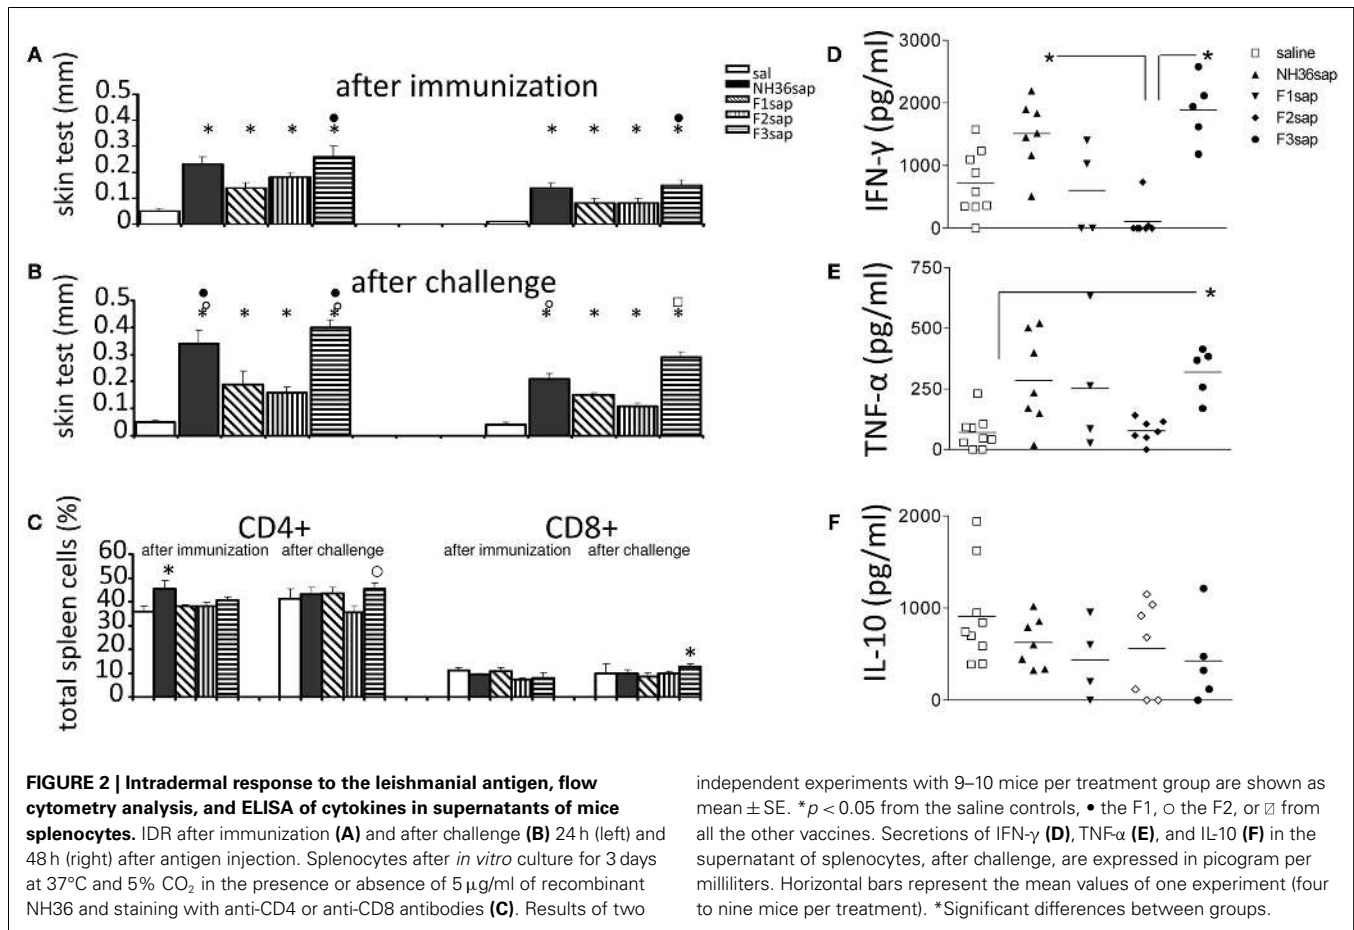 A
after immunization
skin test (mm)
0.5
0.4
0.3
0.2
0.1
0
* * * ● *
* * * ● *
sal
NH36sap
F1sap
F2sap
F3sap
B
after challenge
skin test (mm)
0.5
0.4
0.3
0.2
0.1
0
● ○ * * * ● ○ *
○ * * * □ *
C
CD4+ CD8+
after immunization after challenge after immunization after challenge
total spleen cells (%)
60
50
40
30
20
10
0
* ○ *
D
IFN-γ (pg/ml)
3000
2000
1000
0
* *
saline
NH36sap
F1sap
F2sap
F3sap
E
TNF-α (pg/ml)
750
500
250
0
*
F
IL-10 (pg/ml)
2000
1000
0
FIGURE 2 | Intradermal response to the leishmanial antigen, flow
cytometry analysis, and ELISA of cytokines in supernatants of mice
splenocytes. IDR after immunization (A) and after challenge (B) 24 h (left) and
48 h (right) after antigen injection. Splenocytes after in vitro culture for 3 days
at 37°C and 5% CO₂ in the presence or absence of 5 μg/ml of recombinant
NH36 and staining with anti-CD4 or anti-CD8 antibodies (C). Results of two
independent experiments with 9–10 mice per treatment group are shown as
mean ± SE. *p < 0.05 from the saline controls, • the F1, ○ the F2, or ⍰ from
all the other vaccines. Secretions of IFN-γ (D), TNF-α (E), and IL-10 (F) in the
supernatant of splenocytes, after challenge, are expressed in picogram per
milliliters. Horizontal bars represent the mean values of one experiment (four
to nine mice per treatment). *Significant differences between groups.